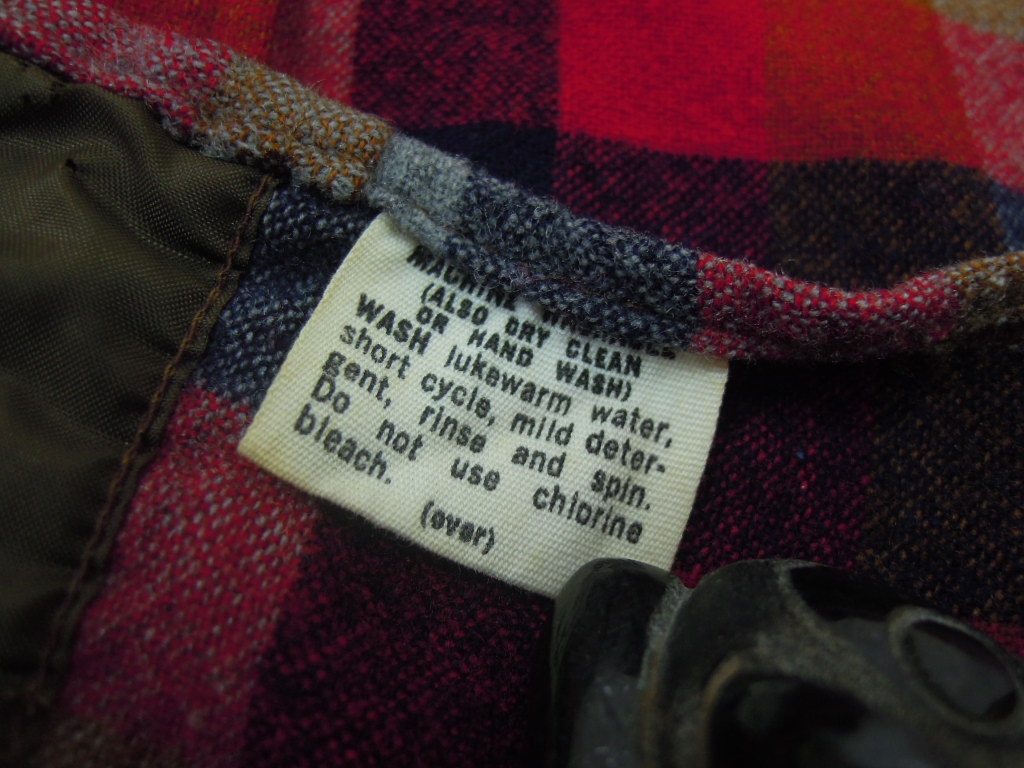 MACHINE WASHABLE
(ALSO DRY CLEAN
OR HAND WASH)
WASH lukewarm water,
short cycle, mild deter-
gent, rinse and spin.
Do not use chlorine
bleach.
(over)